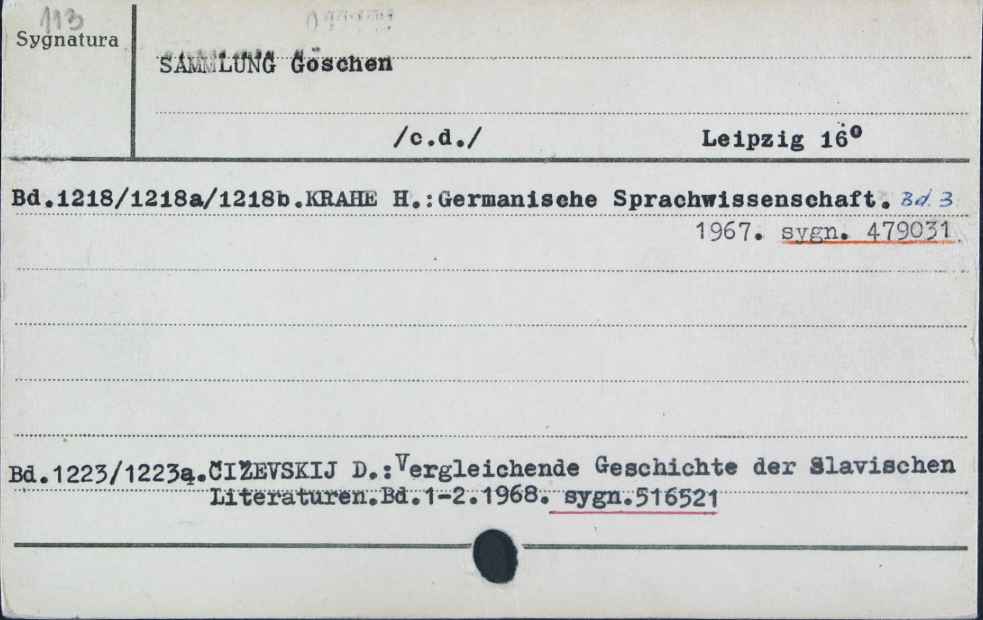 113
Sygnatura
SAMMLUNG Göschen
/c.d./ Leipzig 16°
Bd.1218/1218a/1218b.KRAHE H.:Germanische Sprachwissenschaft. Bd. 3
1967. sygn. 479031
Bd.1223/1223a.ČIŽEVSKIJ D.:Vergleichende Geschichte der Slavischen
Literaturen.Bd.1-2.1968. sygn.516521